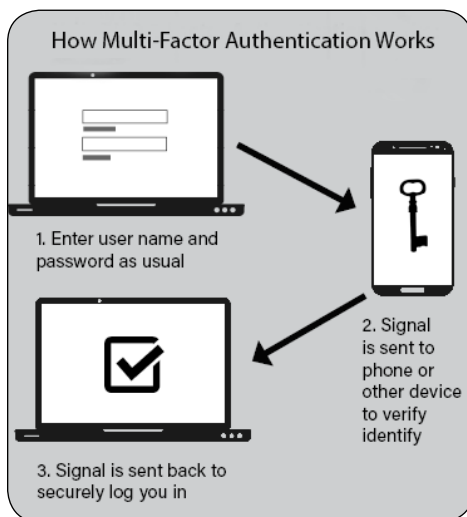 How Multi-Factor Authentication Works
1. Enter user name and
password as usual
2. Signal
is sent to
phone or
other device
to verify
identify
3. Signal is sent back to
securely log you in